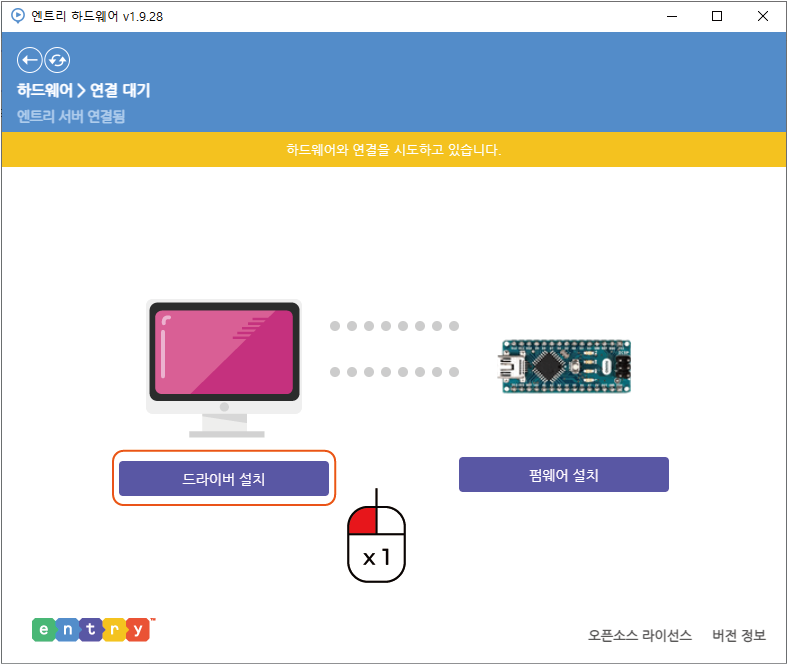 엔트리 하드웨어 v1.9.28
하드웨어 > 연결 대기
엔트리 서버 연결됨
하드웨어와 연결을 시도하고 있습니다.
드라이버 설치
펌웨어 설치
x 1
entry™
오픈소스 라이선스
버전 정보